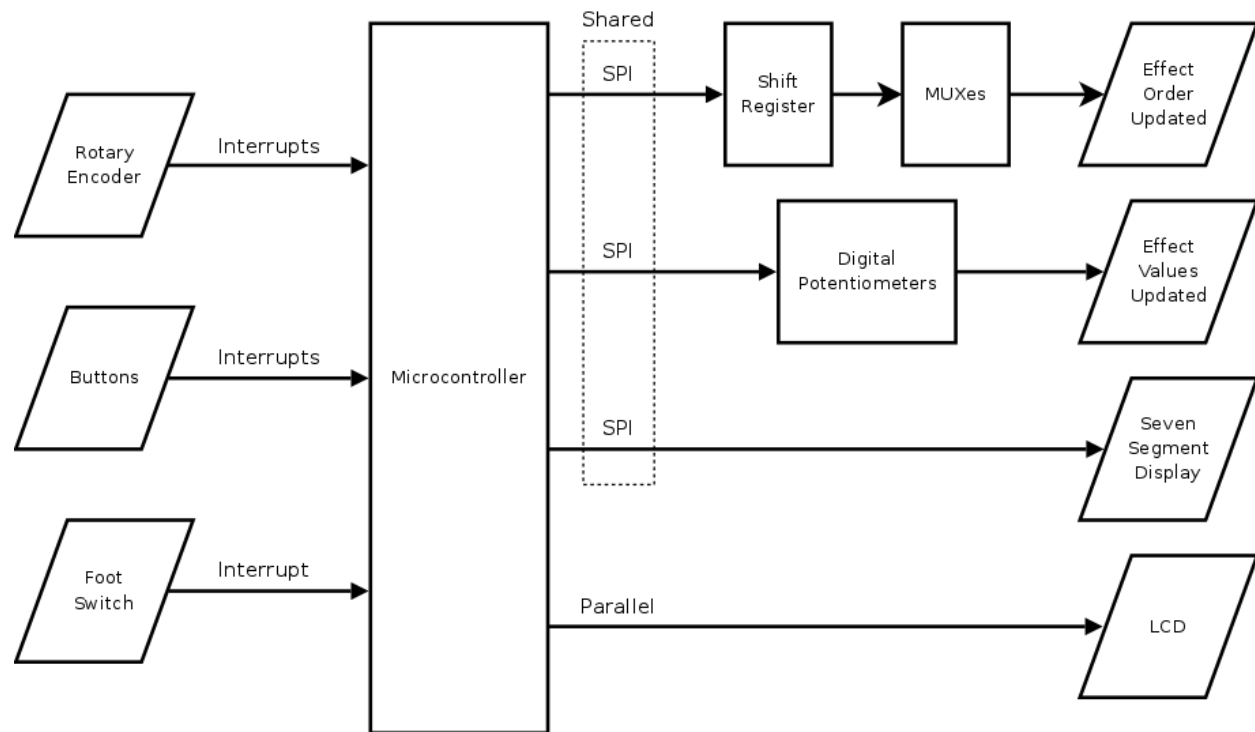 Shared
SPI
Shift
Register
MUXes
Effect
Order
Updated
Rotary
Encoder
Interrupts
SPI
Digital
Potentiometers
Effect
Values
Updated
Buttons
Interrupts
Microcontroller
SPI
Seven
Segment
Display
Foot
Switch
Interrupt
Parallel
LCD